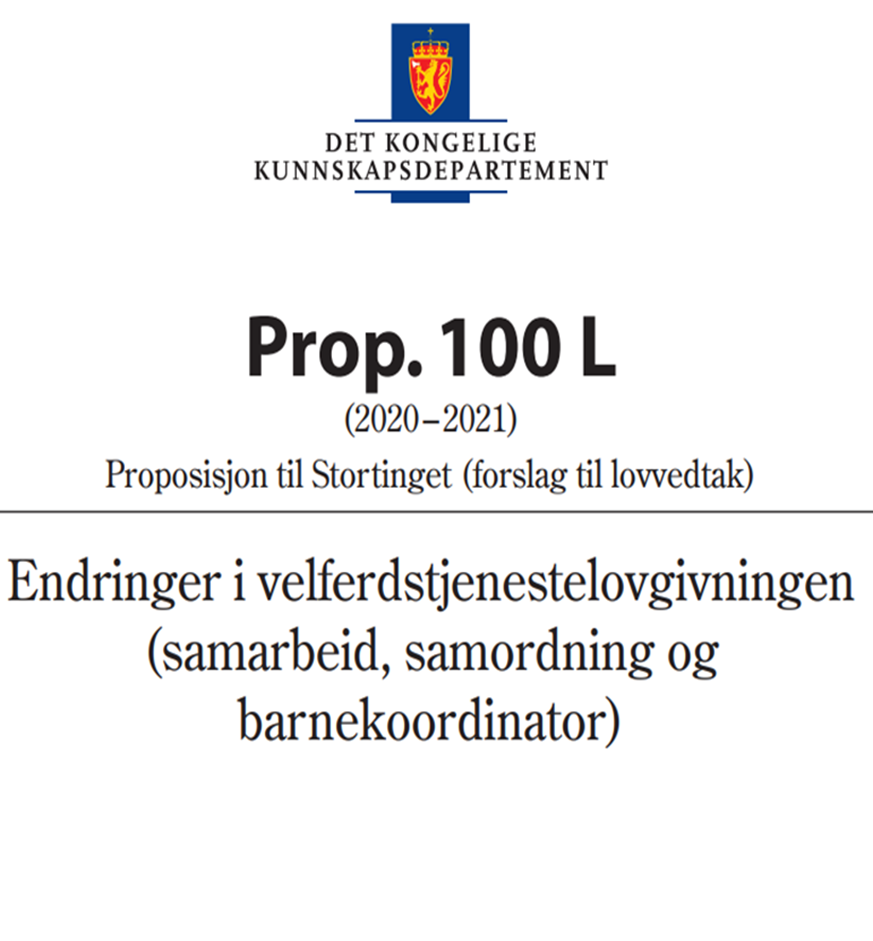 DET KONGELIGE
KUNNSKAPSDEPARTEMENT
Prop. 100 L
(2020–2021)
Proposisjon til Stortinget (forslag til lovvedtak)
Endringer i velferdstjenestelovgivningen
(samarbeid, samordning og
barnekoordinator)